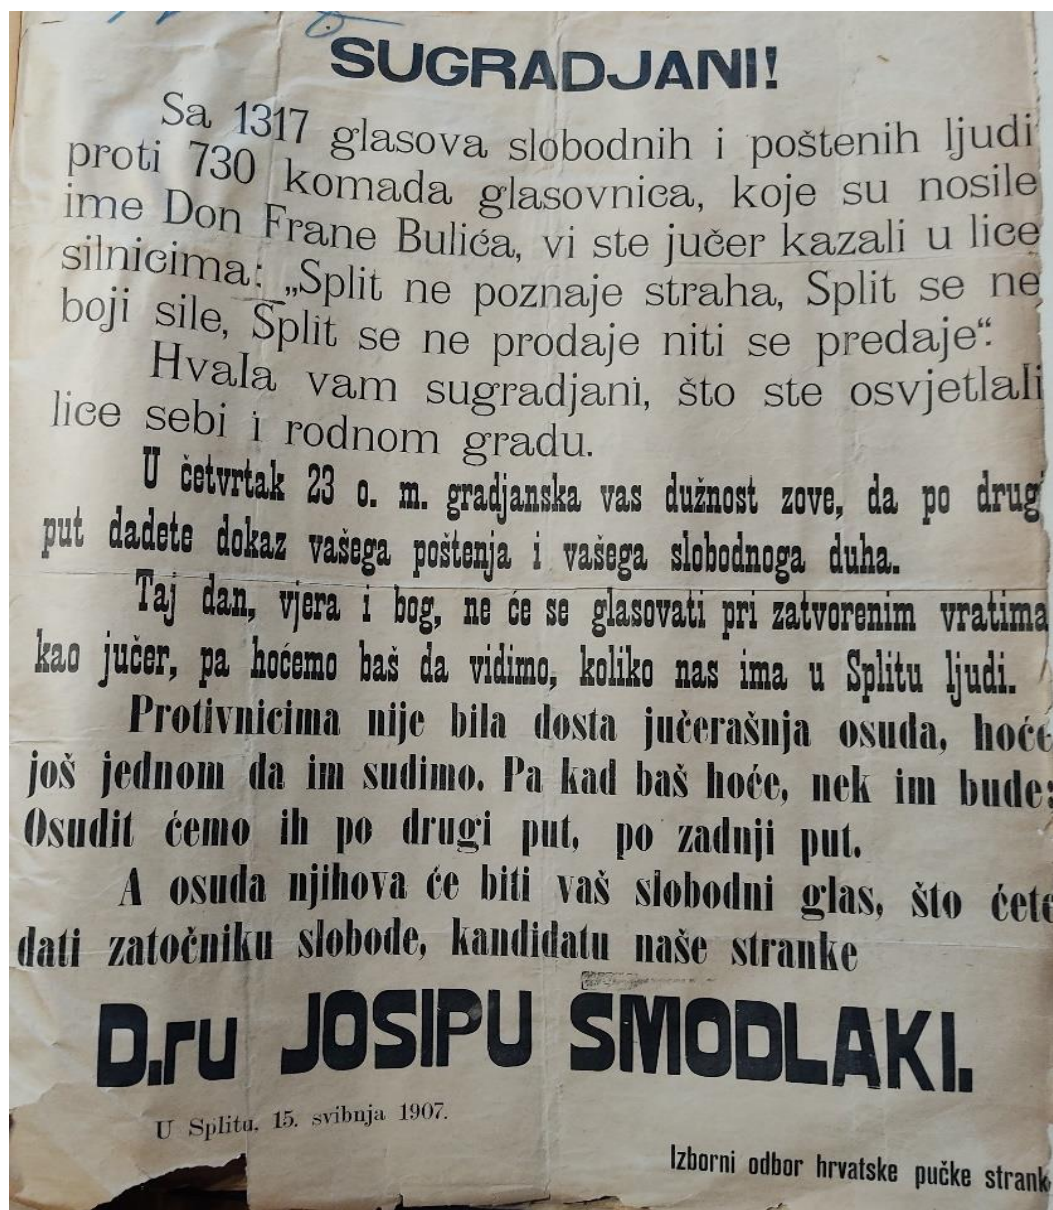 SUGRADJANI!
Sa 1317 glasova slobodnih i poštenih ljudi
proti 730 komada glasovnica, koje su nosile
ime Don Frane Bulića, vi ste jučer kazali u lice
silnicima: „Split ne poznaje straha, Split se ne
boji sile, Split se ne prodaje niti se predaje“.
Hvala vam sugradjani, što ste osvjetlali
lice sebi i rodnom gradu.
U četvrtak 23 o. m. gradjanska vas dužnost zove, da po drugi
put dadete dokaz vašega poštenja i vašega slobodnoga duha.
Taj dan, vjera i bog, ne će se glasovati pri zatvorenim vratima
kao jučer, pa hoćemo baš da vidimo, koliko nas ima u Splitu ljudi.
Protivnicima nije bila dosta jučerašnja osuda, hoće
još jednom da im sudimo. Pa kad baš hoće, nek im bude:
Osudit ćemo ih po drugi put, po zadnji put.
A osuda njihova će biti vaš slobodni glas, što ćete
dati zatočniku slobode, kandidatu naše stranke
D.ru JOSIPU SMODLAKI.
U Splitu, 15. svibnja 1907.
Izborni odbor hrvatske pučke strank